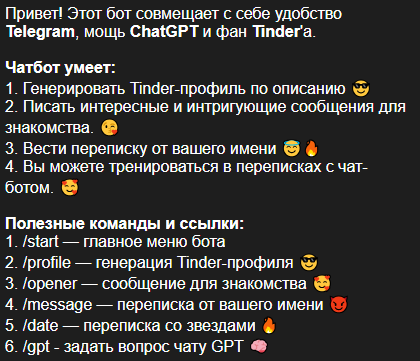 Привет! Этот бот совмещает с себе удобство
Telegram, мощь ChatGPT и фан Tinder'а.
Чатбот умеет:
1. Генерировать Tinder-профиль по описанию 😎
2. Писать интересные и интригующие сообщения для
знакомства. 😘
3. Вести переписку от вашего имени 😇🔥
4. Вы можете тренироваться в переписках с чат-
ботом. 🥰
Полезные команды и ссылки:
1. /start — главное меню бота
2. /profile — генерация Tinder-профиля 😎
3. /opener — сообщение для знакомства 🥰
4. /message — переписка от вашего имени 😈
5. /date — переписка со звездами 🔥
6. /gpt - задать вопрос чату GPT 🧠